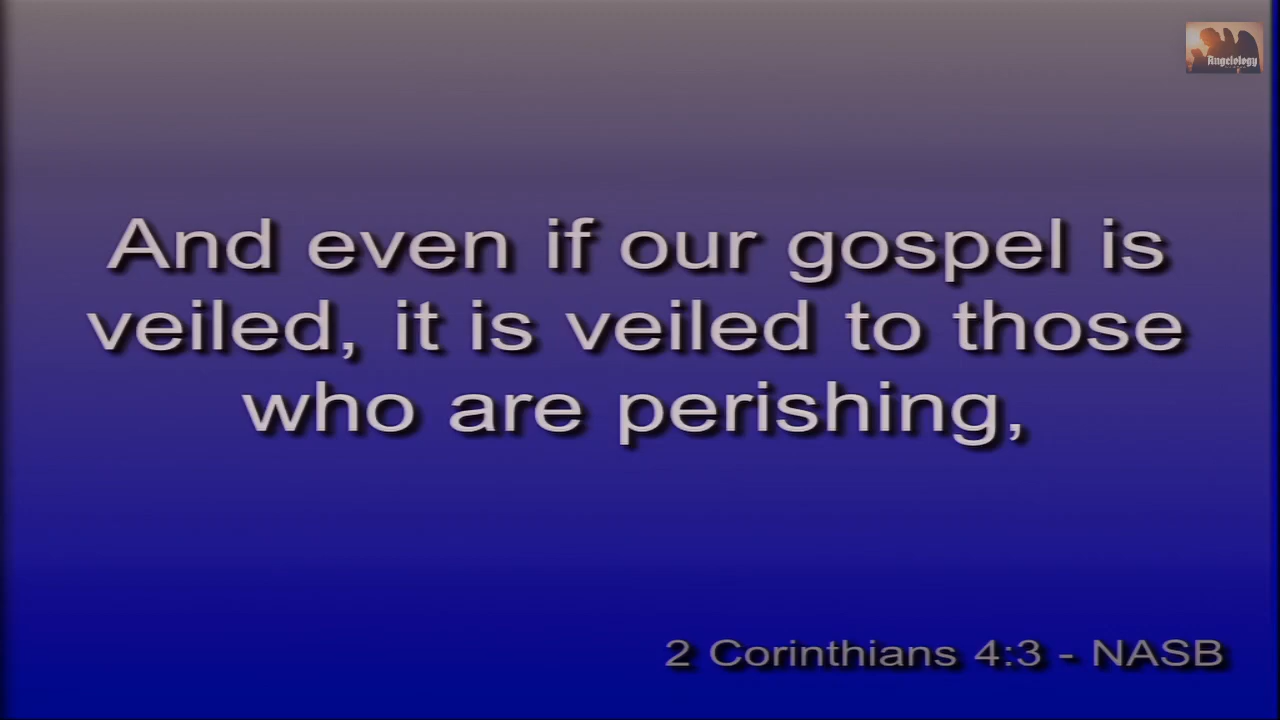 Angelology
And even if our gospel is
veiled, it is veiled to those
who are perishing,
2 Corinthians 4:3 - NASB